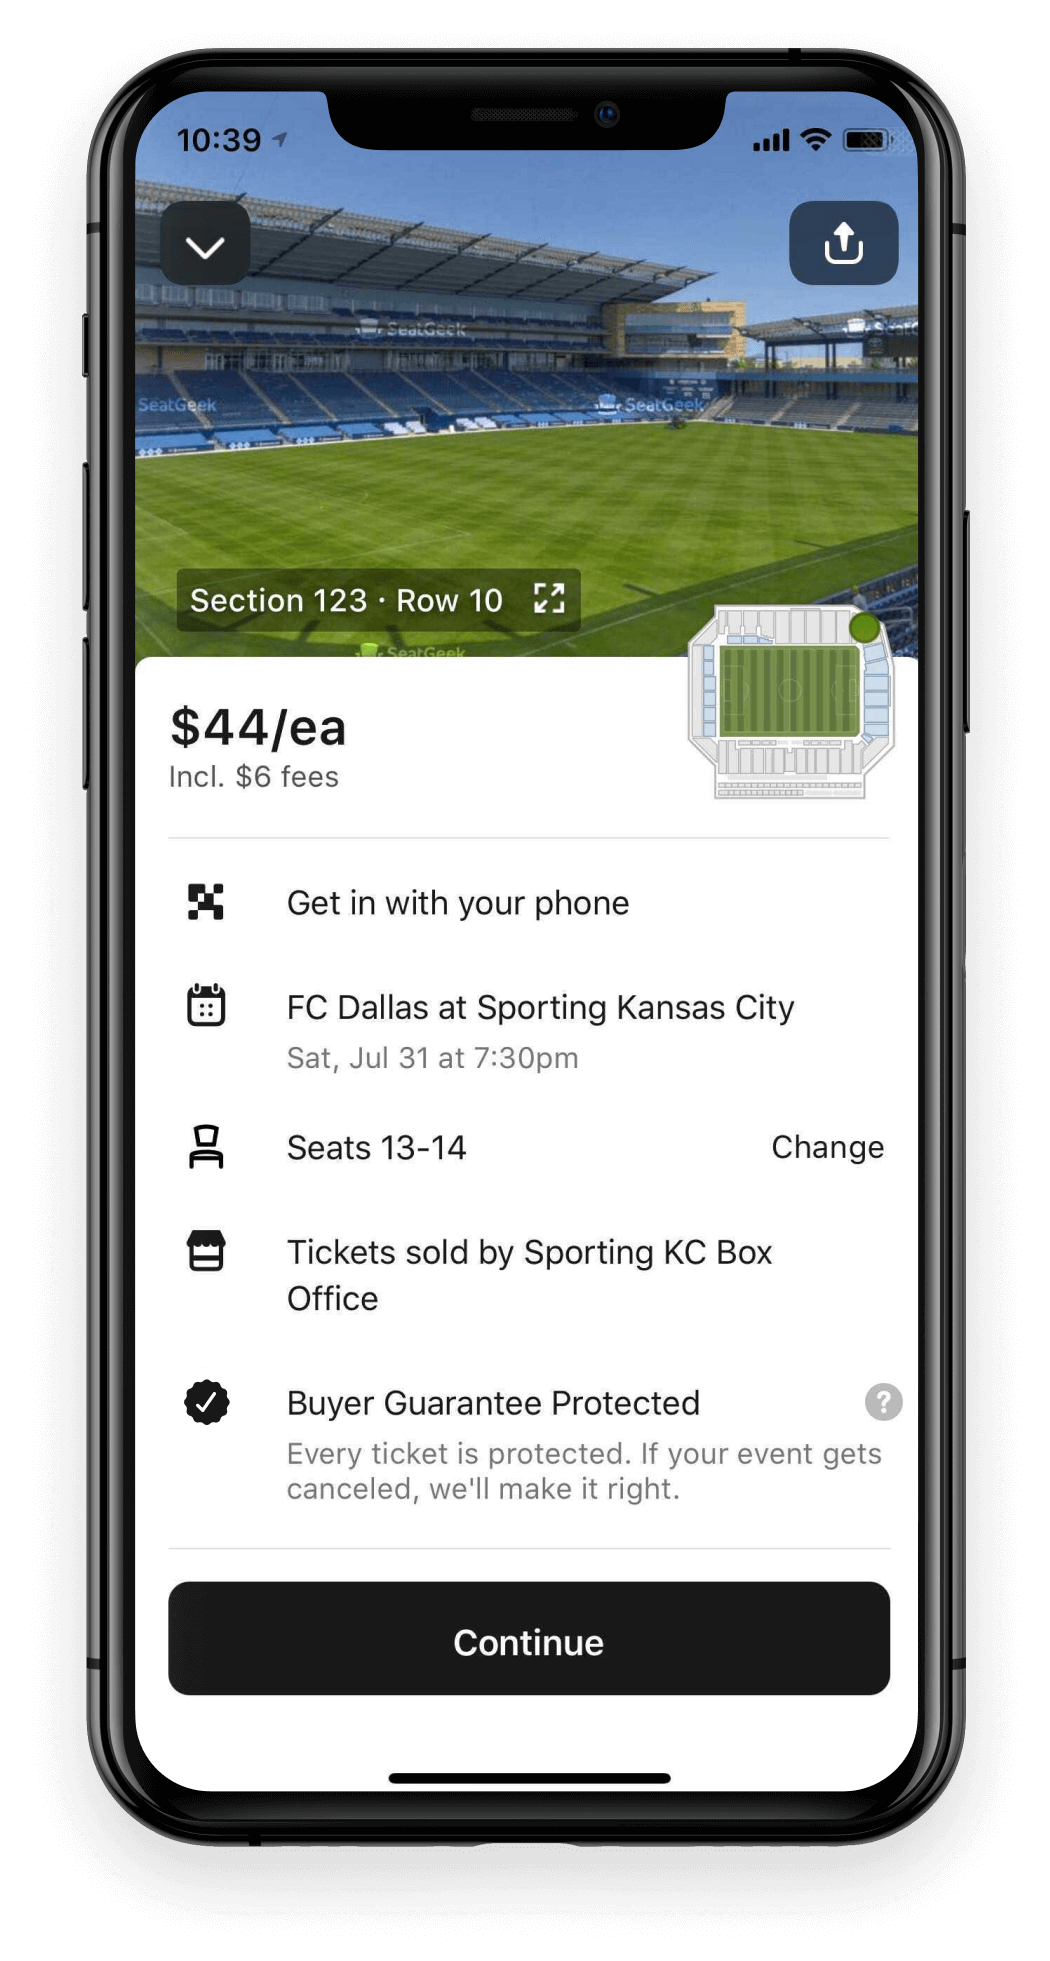 10:39
SeatGeek
SeatGeek
SeatGeek
SeatGeek
Section 123 · Row 10
SeatGeek
$44/ea
Incl. $6 fees
Get in with your phone
FC Dallas at Sporting Kansas City
Sat, Jul 31 at 7:30pm
Seats 13-14
Change
Tickets sold by Sporting KC Box
Office
Buyer Guarantee Protected
?
Every ticket is protected. If your event gets
canceled, we'll make it right.
Continue